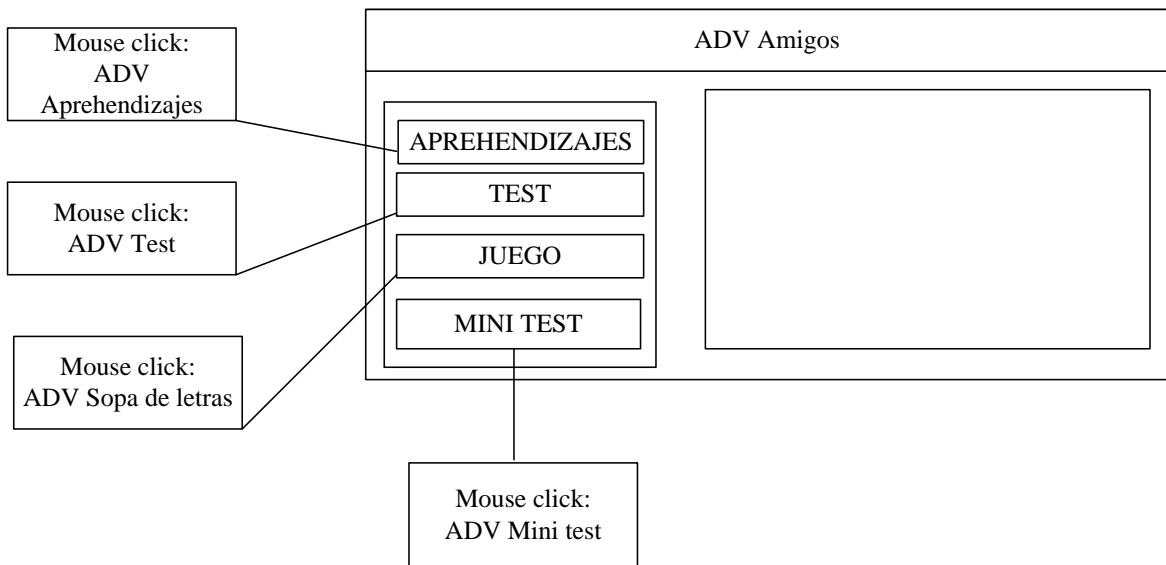 Mouse click:
ADV
Aprehendizajes
ADV Amigos
APREHENDIZAJES
Mouse click:
ADV Test
TEST
JUEGO
MINI TEST
Mouse click:
ADV Sopa de letras
Mouse click:
ADV Mini test